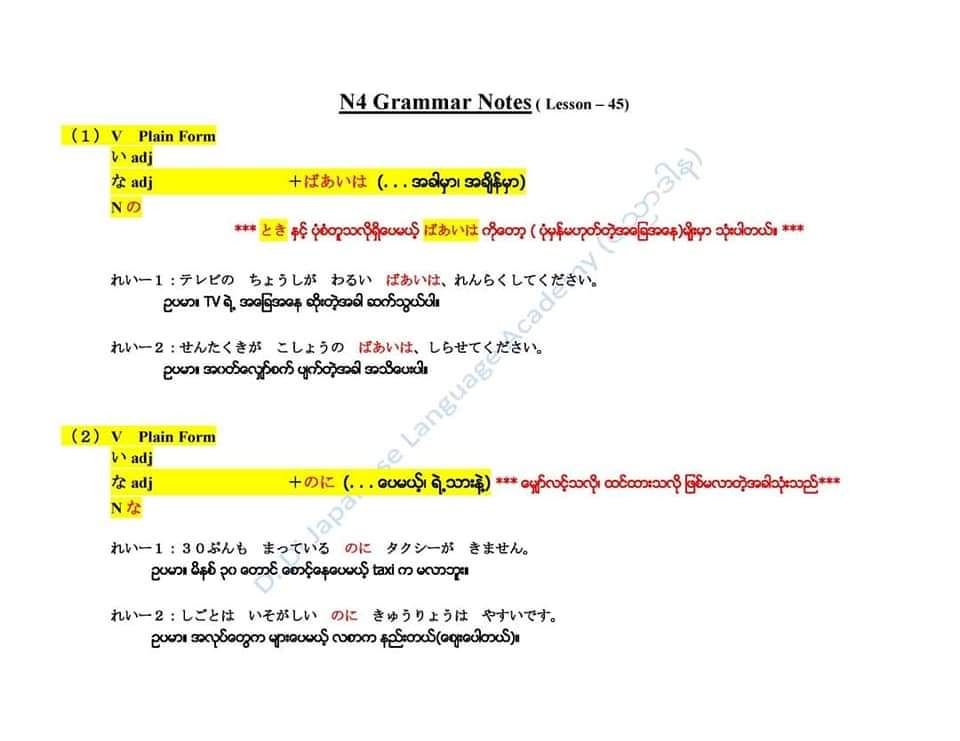 N4 Grammar Notes ( Lesson – 45)
(1) V Plain Form
い adj
な adj +ばあいは (. . . အခါမှာ၊ အချိန်မှာ)
N の
*** とき နှင့် ပုံစံတူသလိုရှိပေမယ့် ばあいは ကိုတော့ ( ပုံမှန်မဟုတ်တဲ့အခြေအနေ)မျိုးမှာ သုံးပါတယ်။ ***
れいー1：テレビの ちょうしが わるい ばあいは、れんらくしてください。
ဥပမာ။ TV ရဲ့ အခြေအနေ ဆိုးတဲ့အခါ ဆက်သွယ်ပါ။
れいー2：せんたくきが こしょうの ばあいは、しらせてください。
ဥပမာ။ အဝတ်လျှော်စက် ပျက်တဲ့အခါ အသိပေးပါ။
(2) V Plain Form
い adj
な adj +のに (. . . ပေမယ့်၊ ရဲ့သားနဲ့) *** မျှော်လင့်သလို၊ ထင်ထားသလို ဖြစ်မလာတဲ့အခါသုံးသည်***
N な
れいー1：３０ぷんも まっている のに タクシーが きません。
ဥပမာ။ မိနစ် ၃၀ တောင် စောင့်နေပေမယ့် taxi က မလာဘူး။
れいー2：しごとは いそがしい のに きゅうりょうは やすいです。
ဥပမာ။ အလုပ်တွေက များပေမယ့် လစာက နည်းတယ်(ဈေးပေါတယ်)။
Japanese Language Academy